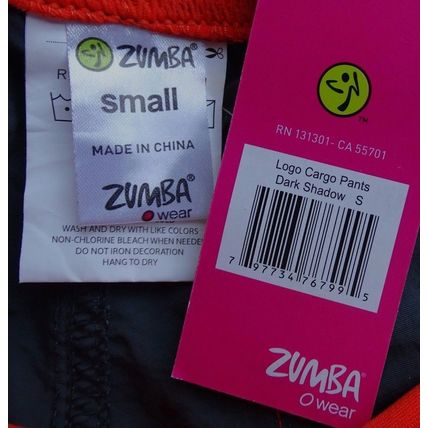 ZUMBA®
small
MADE IN CHINA
ZUMBA®
wear
WASH AND DRY WITH LIKE COLORS
NON-CHLORINE BLEACH WHEN NEEDE
DO NOT IRON DECORATION
HANG TO DRY
TM
RN 131301- CA 55701
Logo Cargo Pants
Dark Shadow S
7 97734 76799 5
ZUMBA®
wear